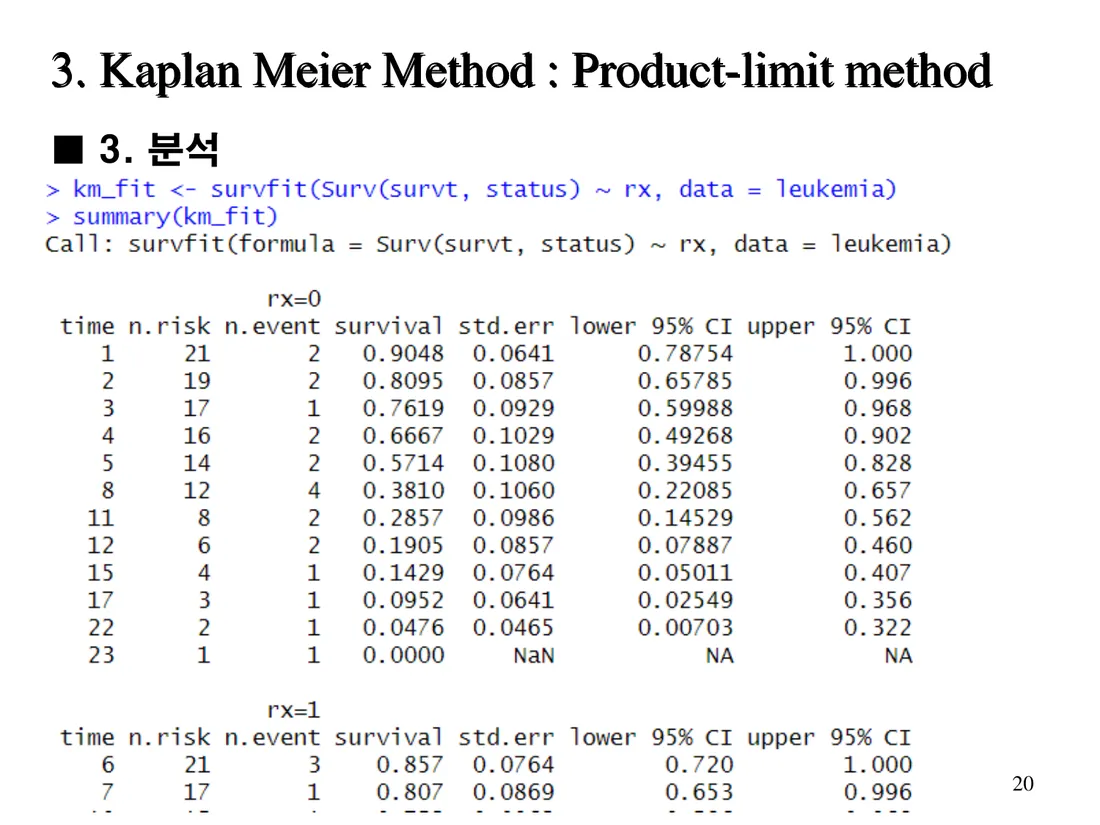 3. Kaplan Meier Method : Product-limit method
■ 3. 분석
> km_fit <- survfit(Surv(survt, status) ~ rx, data = leukemia)
> summary(km_fit)
Call: survfit(formula = Surv(survt, status) ~ rx, data = leukemia)
rx=0
time n.risk n.event survival std.err lower 95% CI upper 95% CI
1 21 2 0.9048 0.0641 0.78754 1.000
2 19 2 0.8095 0.0857 0.65785 0.996
3 17 1 0.7619 0.0929 0.59988 0.968
4 16 2 0.6667 0.1029 0.49268 0.902
5 14 2 0.5714 0.1080 0.39455 0.828
8 12 4 0.3810 0.1060 0.22085 0.657
11 8 2 0.2857 0.0986 0.14529 0.562
12 6 2 0.1905 0.0857 0.07887 0.460
15 4 1 0.1429 0.0764 0.05011 0.407
17 3 1 0.0952 0.0641 0.02549 0.356
22 2 1 0.0476 0.0465 0.00703 0.322
23 1 1 0.0000 NaN NA NA
rx=1
time n.risk n.event survival std.err lower 95% CI upper 95% CI
6 21 3 0.857 0.0764 0.720 1.000
7 17 1 0.807 0.0869 0.653 0.996
20